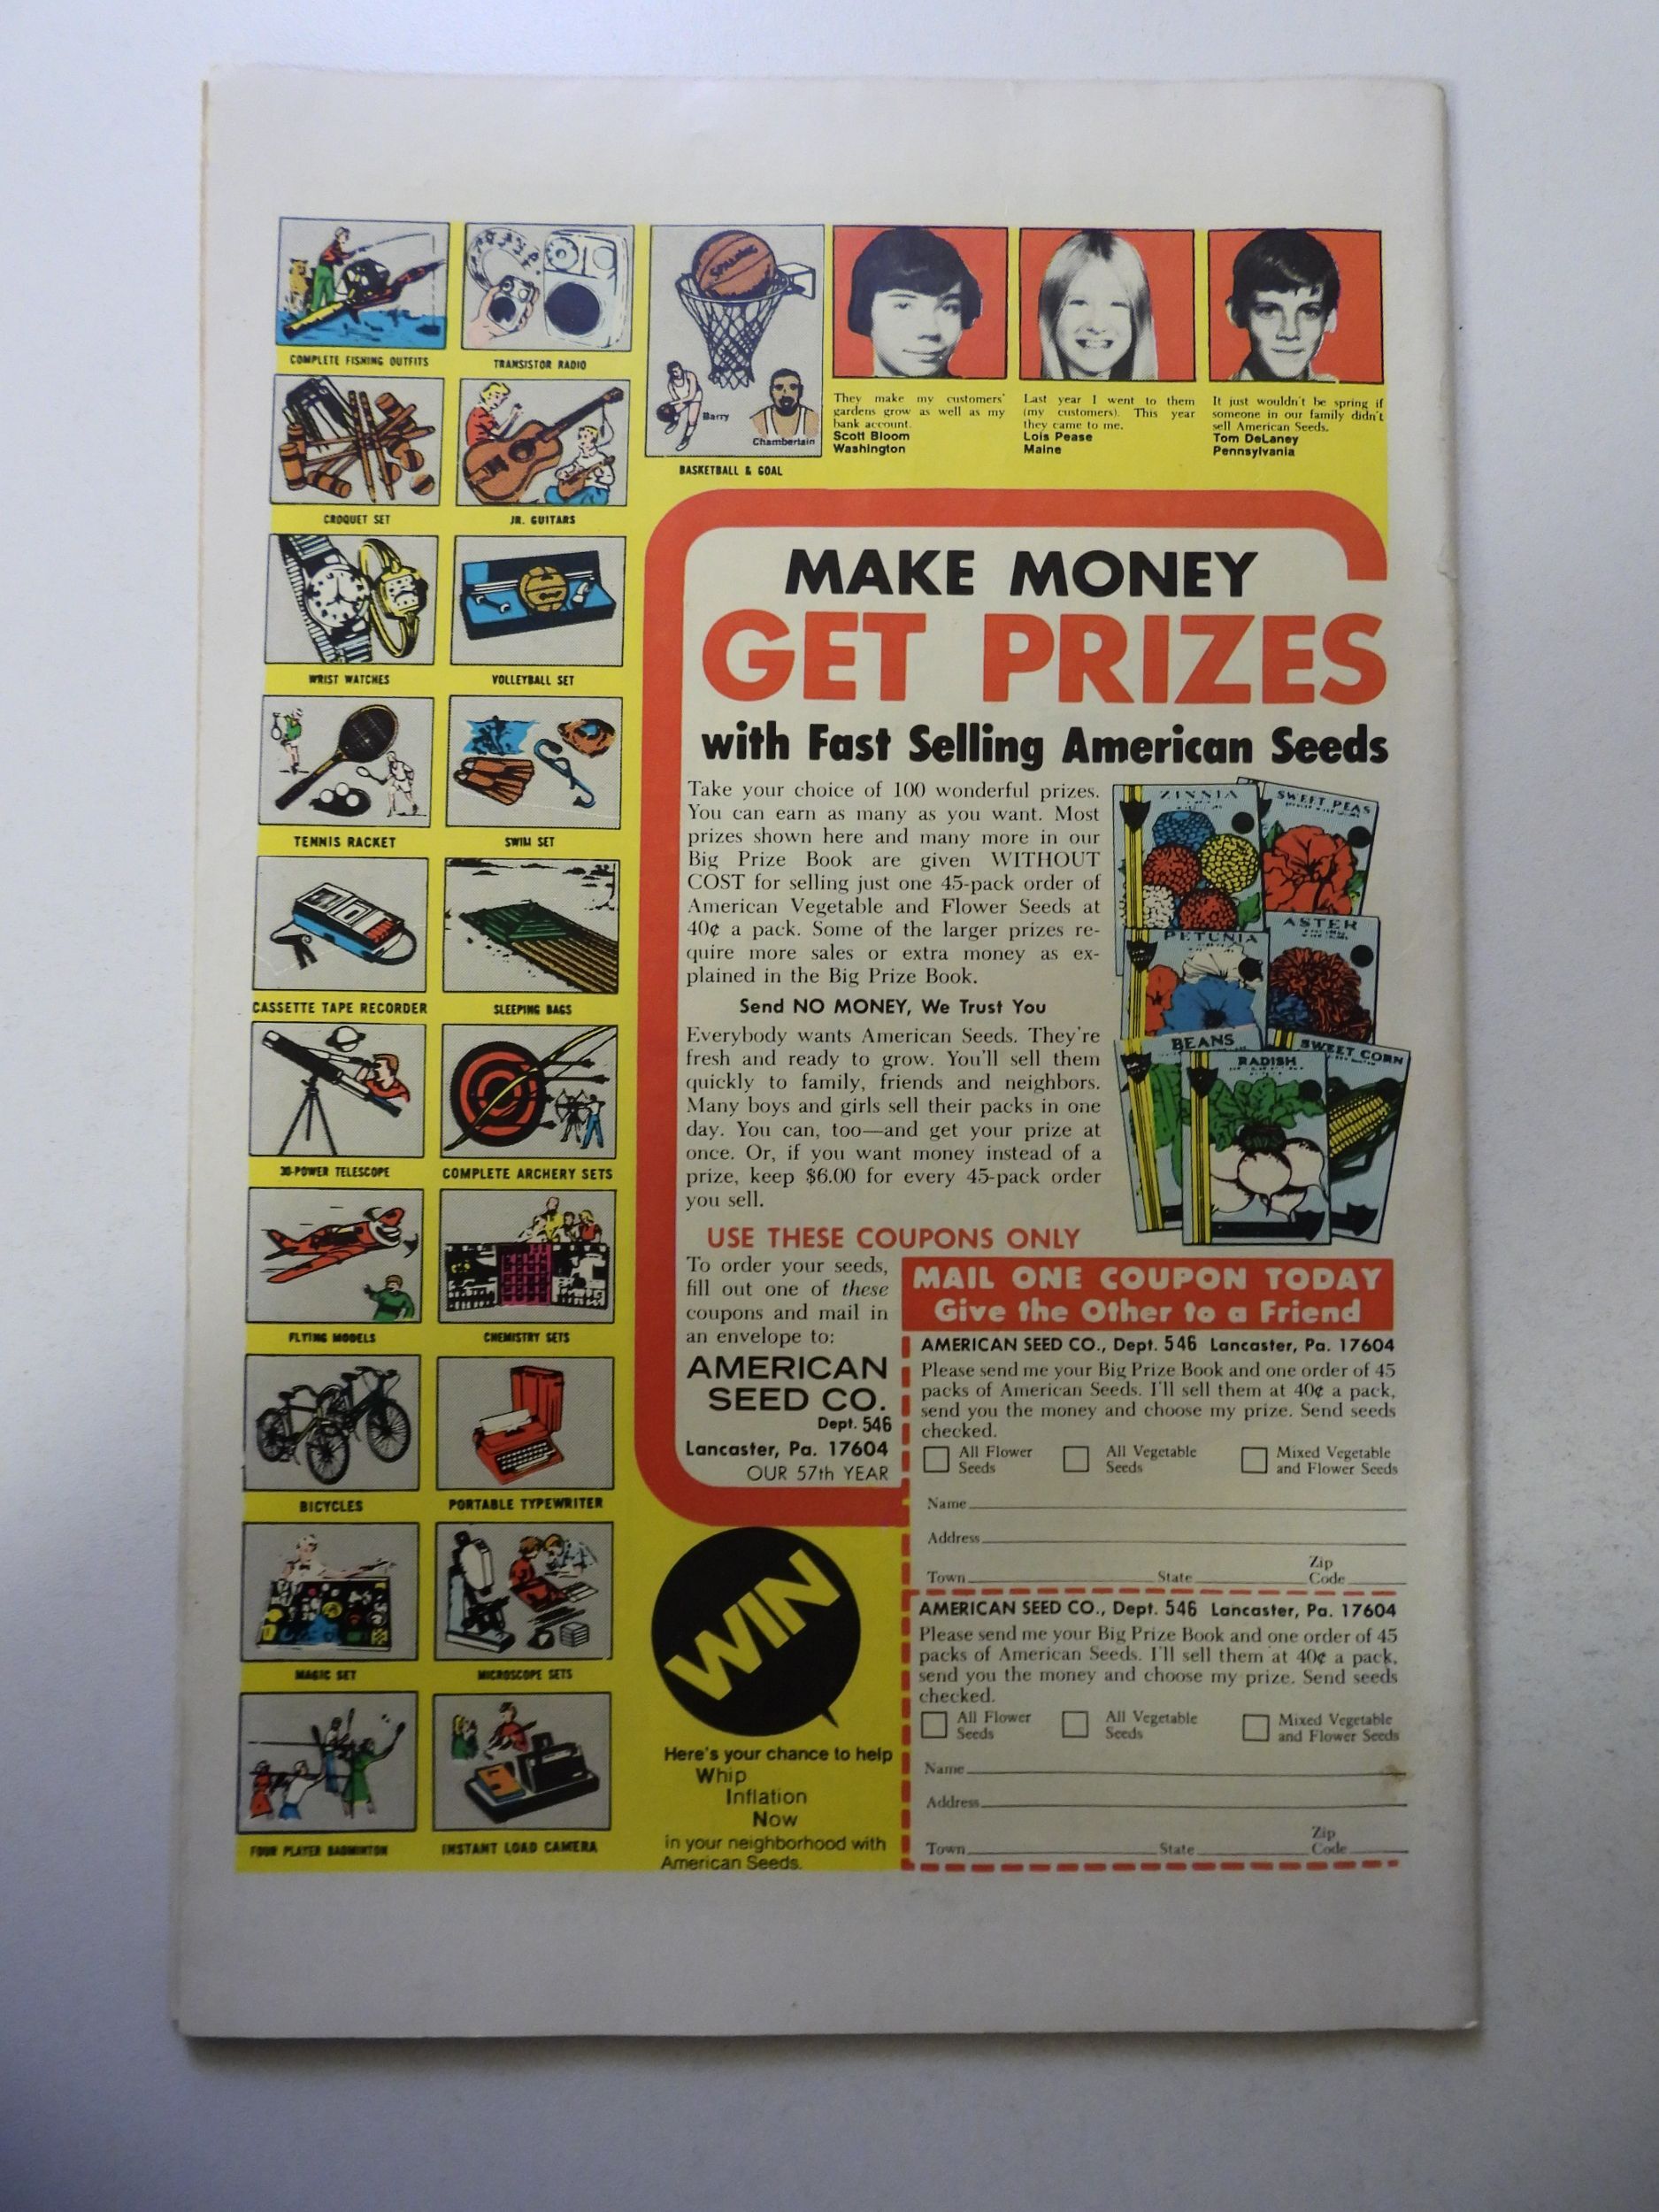 COMPLETE FISHING OUTFITS
TRANSISTOR RADIO
CROQUET SET
JR. GUITARS
WRIST WATCHES
VOLLEYBALL SET
TENNIS RACKET
SWIM SET
CASSETTE TAPE RECORDER
SLEEPING BAGS
30-POWER TELESCOPE
COMPLETE ARCHERY SETS
FLYING MODELS
CHEMISTRY SETS
BICYCLES
PORTABLE TYPEWRITER
MAGIC SET
MICROSCOPE SETS
FOUR PLAYER BADMINTON
INSTANT LOAD CAMERA
Spalding
Barry
Chamberlain
BASKETBALL & GOAL
They make my customers'
gardens grow as well as my
bank account.
Scott Bloom
Washington
Last year I went to them
(my customers). This year
they came to me.
Lois Pease
Maine
It just wouldn't be spring if
someone in our family didn't
sell American Seeds.
Tom DeLaney
Pennsylvania
MAKE MONEY
GET PRIZES
with Fast Selling American Seeds
Take your choice of 100 wonderful prizes.
You can earn as many as you want. Most
prizes shown here and many more in our
Big Prize Book are given WITHOUT
COST for selling just one 45-pack order of
American Vegetable and Flower Seeds at
40¢ a pack. Some of the larger prizes re-
quire more sales or extra money as ex-
plained in the Big Prize Book.
Send NO MONEY, We Trust You
Everybody wants American Seeds. They're
fresh and ready to grow. You'll sell them
quickly to family, friends and neighbors.
Many boys and girls sell their packs in one
day. You can, too—and get your prize at
once. Or, if you want money instead of a
prize, keep $6.00 for every 45-pack order
you sell.
ZINNIA
SWEET PEAS
PETUNIA
ASTER
BEANS
RADISH
SWEET CORN
USE THESE COUPONS ONLY
To order your seeds,
fill out one of these
coupons and mail in
an envelope to:
AMERICAN
SEED CO.
Dept. 546
Lancaster, Pa. 17604
OUR 57th YEAR
MAIL ONE COUPON TODAY
Give the Other to a Friend
AMERICAN SEED CO., Dept. 546 Lancaster, Pa. 17604
Please send me your Big Prize Book and one order of 45
packs of American Seeds. I'll sell them at 40¢ a pack,
send you the money and choose my prize. Send seeds
checked.
All Flower Seeds
All Vegetable Seeds
Mixed Vegetable and Flower Seeds
Name
Address
Town State Zip Code
AMERICAN SEED CO., Dept. 546 Lancaster, Pa. 17604
Please send me your Big Prize Book and one order of 45
packs of American Seeds. I'll sell them at 40¢ a pack,
send you the money and choose my prize. Send seeds
checked.
All Flower Seeds
All Vegetable Seeds
Mixed Vegetable and Flower Seeds
Name
Address
Town State Zip Code
WIN
Here's your chance to help
Whip
Inflation
Now
in your neighborhood with
American Seeds.